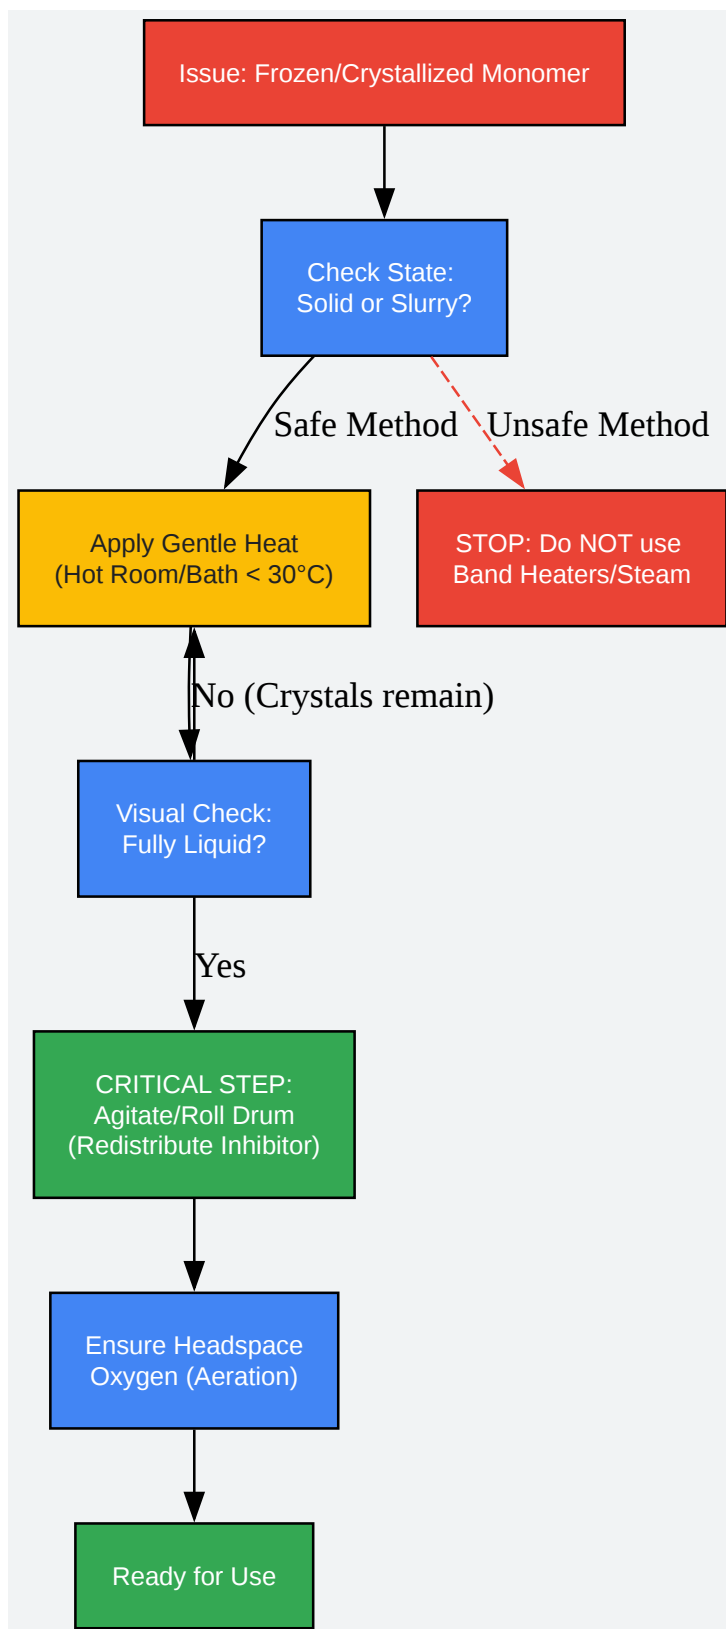 Issue: Frozen/Crystallized Monomer
Check State:
Solid or Slurry?
Safe Method
Unsafe Method
Apply Gentle Heat
(Hot Room/Bath < 30°C)
STOP: Do NOT use
Band Heaters/Steam
No (Crystals remain)
Visual Check:
Fully Liquid?
Yes
CRITICAL STEP:
Agitate/Roll Drum
(Redistribute Inhibitor)
Ensure Headspace
Oxygen (Aeration)
Ready for Use